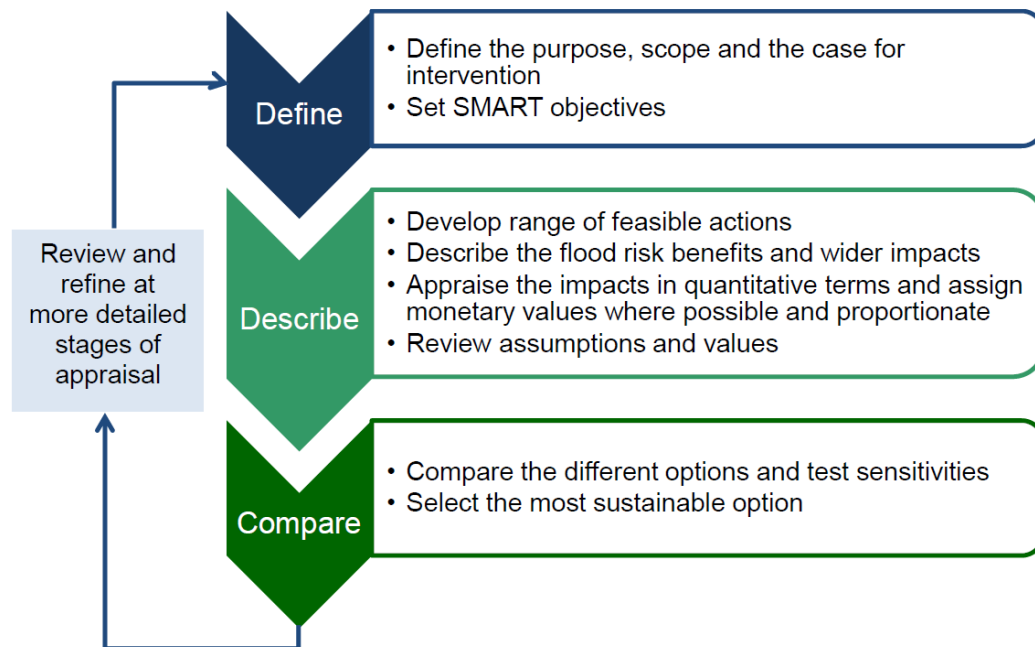 Define
• Define the purpose, scope and the case for
intervention
• Set SMART objectives
Describe
• Develop range of feasible actions
• Describe the flood risk benefits and wider impacts
• Appraise the impacts in quantitative terms and assign
monetary values where possible and proportionate
• Review assumptions and values
Compare
• Compare the different options and test sensitivities
• Select the most sustainable option
Review and
refine at
more detailed
stages of
appraisal